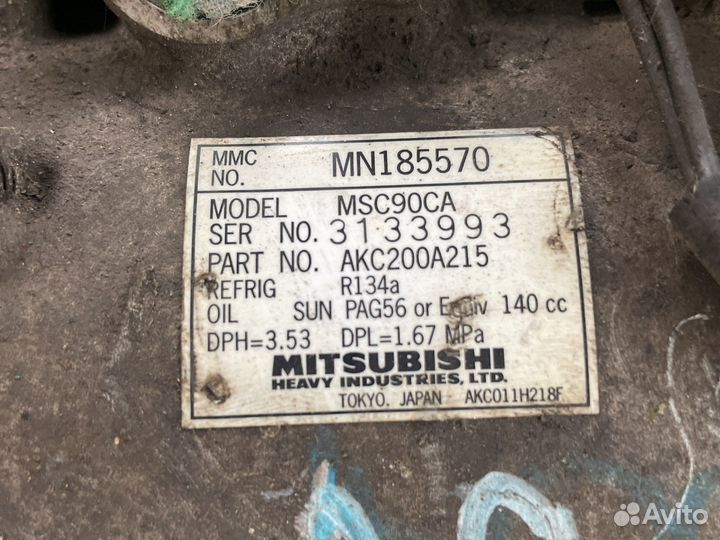 MMC NO. MN185570
MODEL MSC90CA
SER NO. 3133993
PART NO. AKC200A215
REFRIG R134a
OIL SUN PAG56 or Equiv 140 cc
DPH=3.53 DPL=1.67 MPa
MITSUBISHI
HEAVY INDUSTRIES, LTD.
TOKYO. JAPAN AKC011H218F
Avito